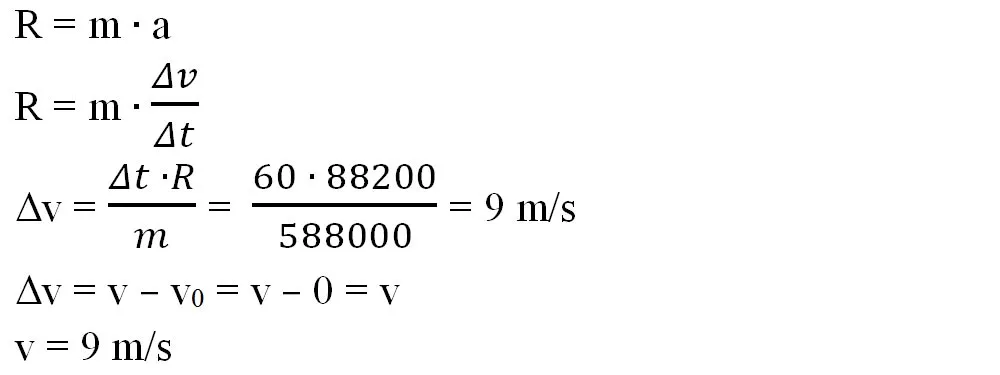 R = m · a
R = m · Δv/Δt
Δv = Δt ·R/m = 60 · 88200/588000 = 9 m/s
Δv = v – v₀ = v – 0 = v
v = 9 m/s